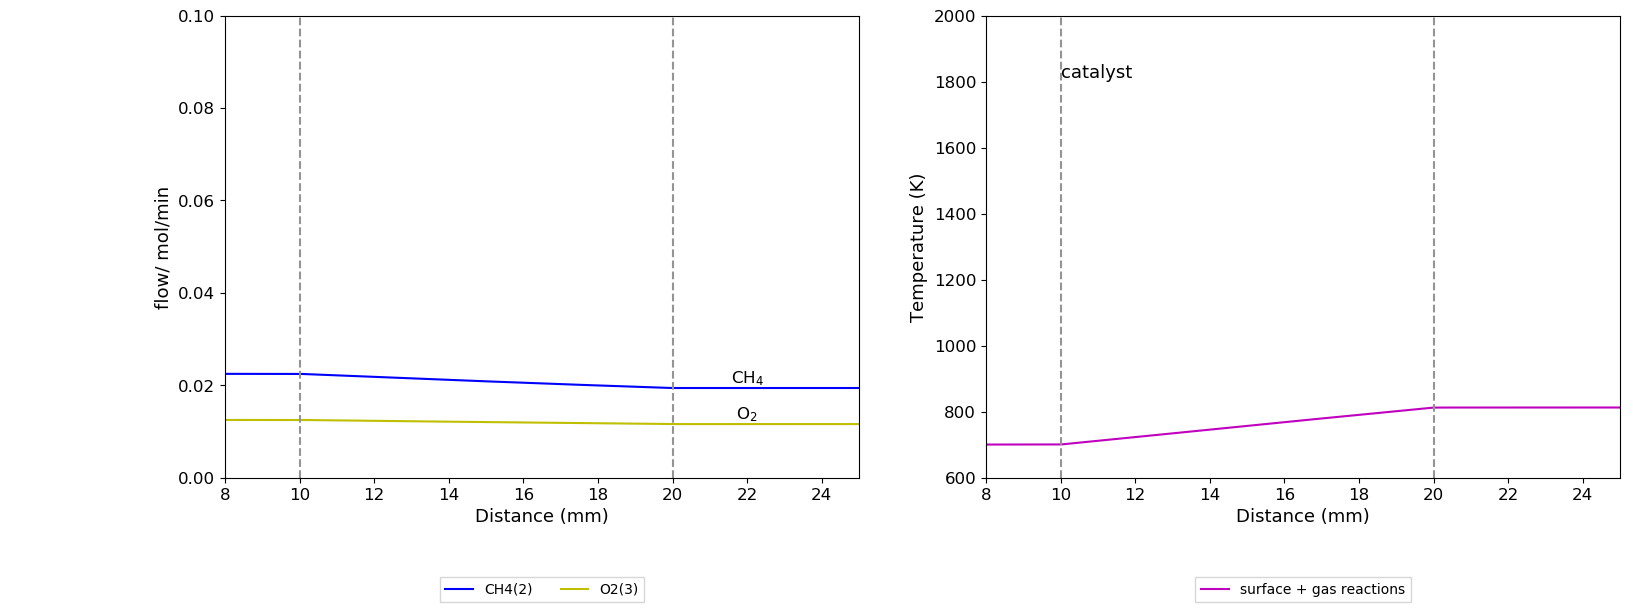 0.10
0.08
0.06
0.04
0.02
0.00
flow/ mol/min
CH₄
O₂
8 10 12 14 16 18 20 22 24
Distance (mm)
CH4(2) O2(3)
2000
1800
1600
1400
1200
1000
800
600
Temperature (K)
catalyst
8 10 12 14 16 18 20 22 24
Distance (mm)
surface + gas reactions